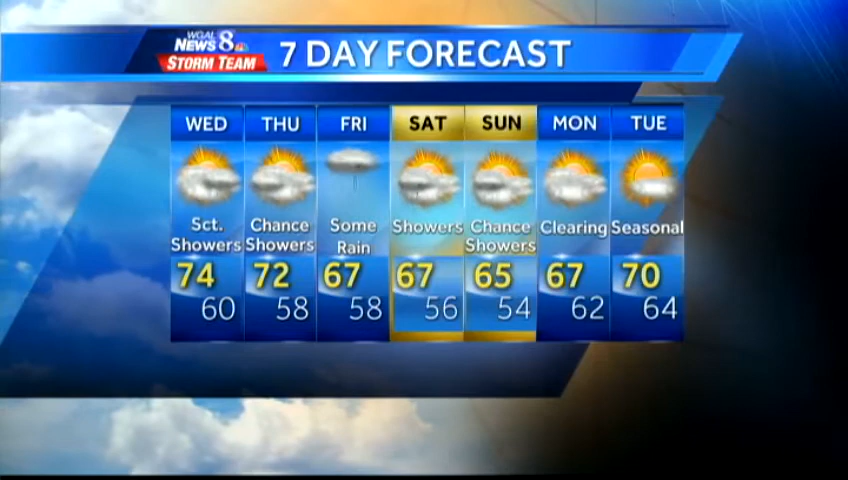 WGAL
NEWS 8
STORM TEAM
7 DAY FORECAST
WED THU FRI SAT SUN MON TUE
Sct. Showers Chance Showers Some Rain Showers Chance Showers Clearing Seasonal
74 72 67 67 65 67 70
60 58 58 56 54 62 64